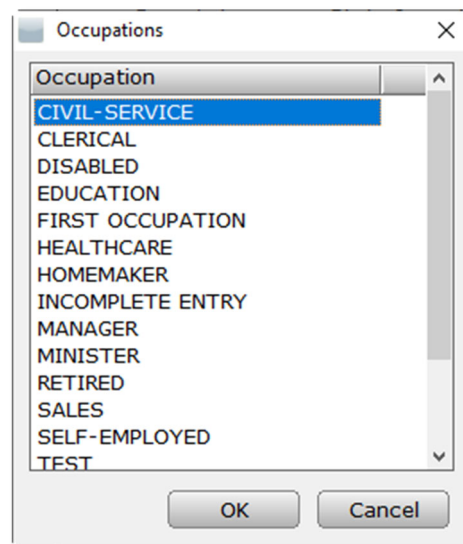 Occupations
Occupation
CIVIL-SERVICE
CLERICAL
DISABLED
EDUCATION
FIRST OCCUPATION
HEALTHCARE
HOMEMAKER
INCOMPLETE ENTRY
MANAGER
MINISTER
RETIRED
SALES
SELF-EMPLOYED
TEST
OK Cancel